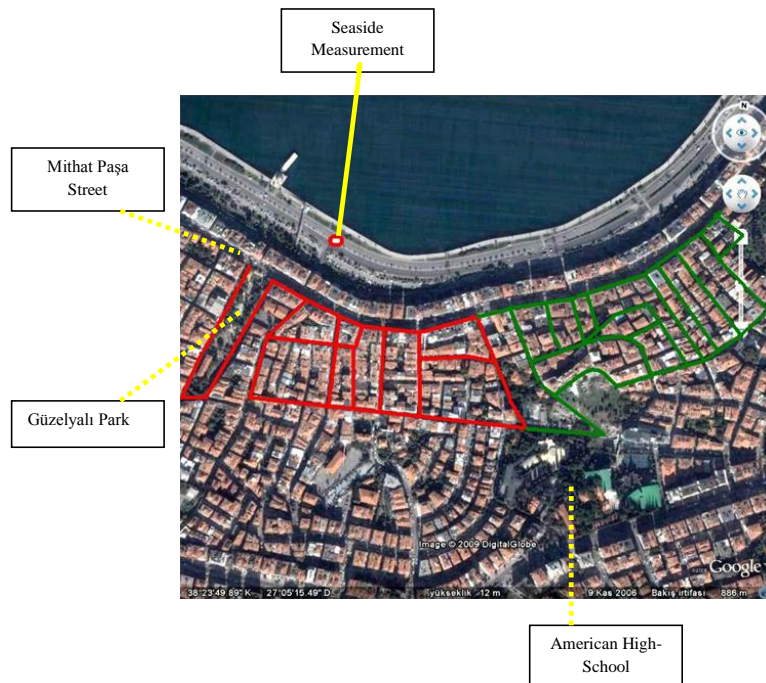 Seaside
Measurement
N
Mithat Paşa
Street
Güzelyalı Park
Image © 2009 DigitalGlobe
Google
38°23'49.89" K 27°05'15.49" D yükseklik 12 m 9 Kas 2006 Bakış irtifası 886 m
American High-
School